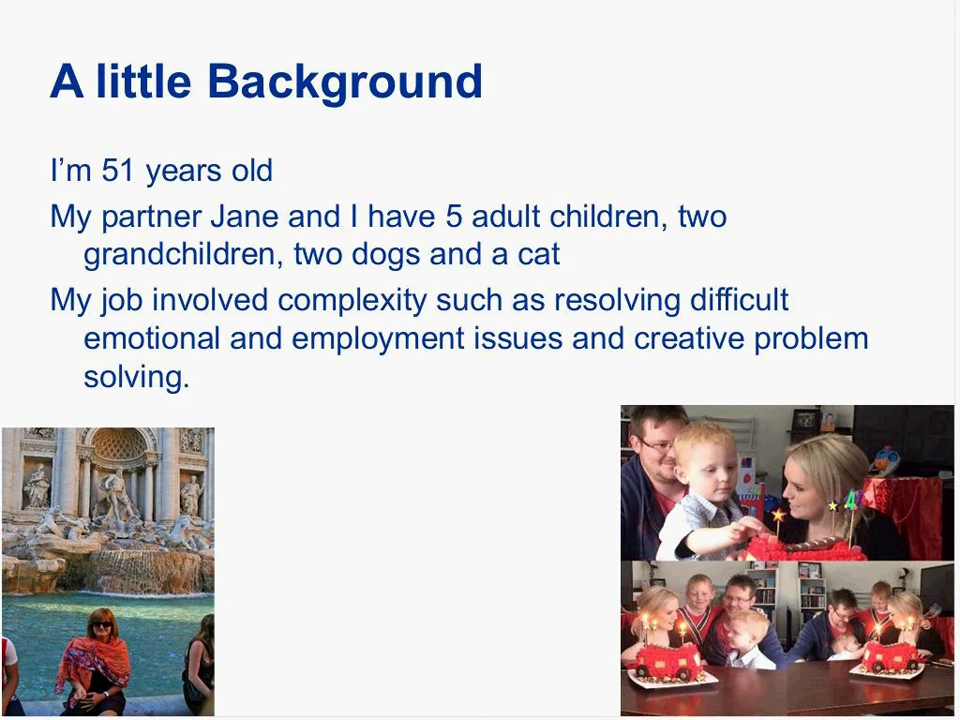 A little Background
I’m 51 years old
My partner Jane and I have 5 adult children, two
grandchildren, two dogs and a cat
My job involved complexity such as resolving difficult
emotional and employment issues and creative problem
solving.
4